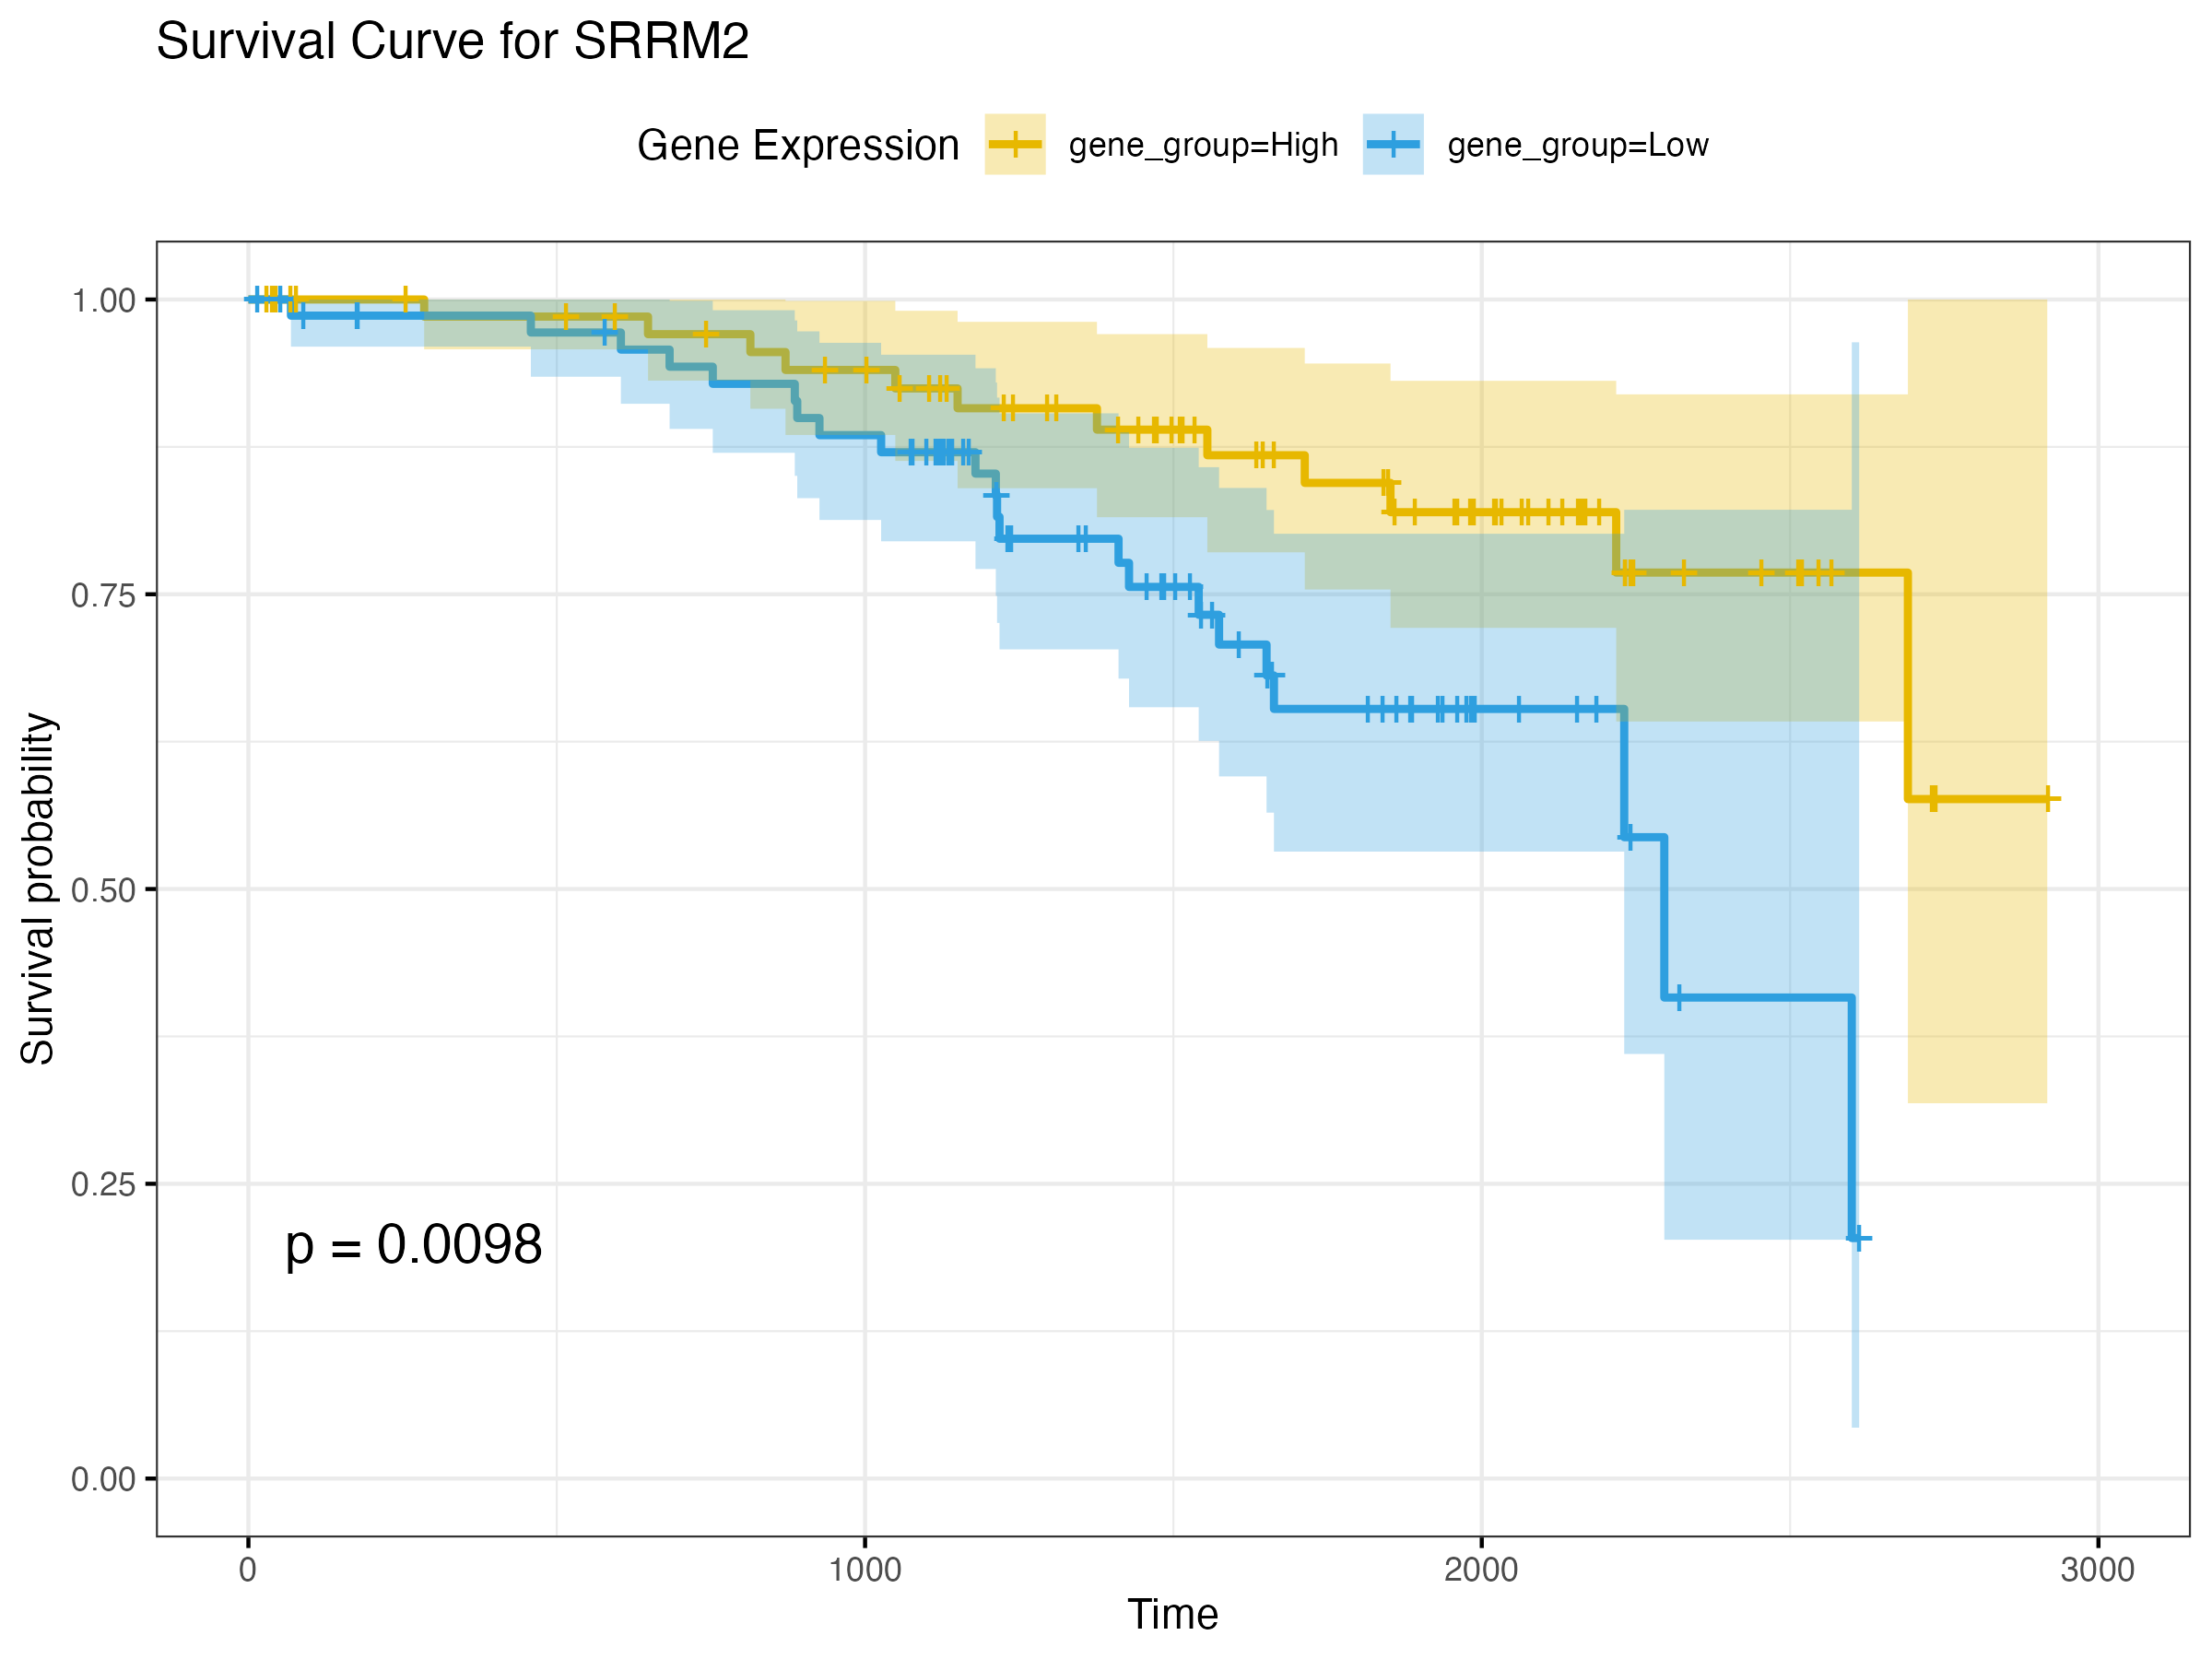 Survival Curve for SRRM2
Gene Expression gene_group=High gene_group=Low
Survival probability
1.00
0.75
0.50
0.25
0.00
p = 0.0098
0 1000 2000 3000
Time